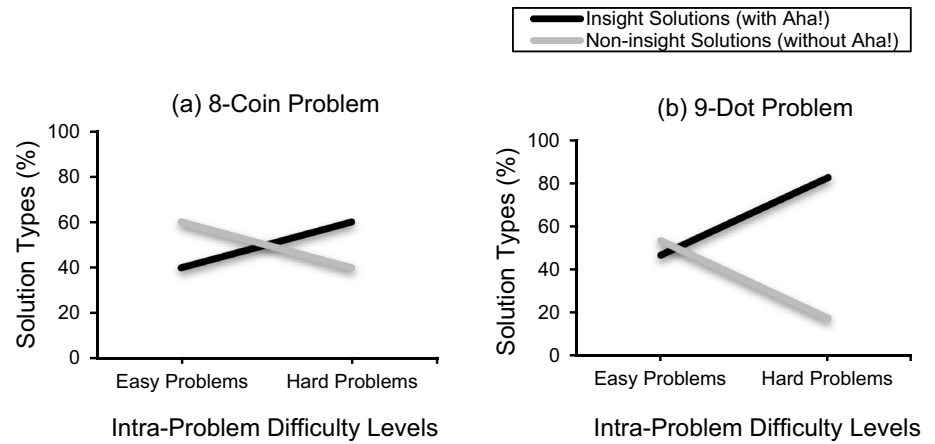 Insight Solutions (with Aha!)
Non-insight Solutions (without Aha!)
(a) 8-Coin Problem
Solution Types (%)
100
80
60
40
20
0
Easy Problems
Hard Problems
Intra-Problem Difficulty Levels
(b) 9-Dot Problem
Solution Types (%)
100
80
60
40
20
0
Easy Problems
Hard Problems
Intra-Problem Difficulty Levels